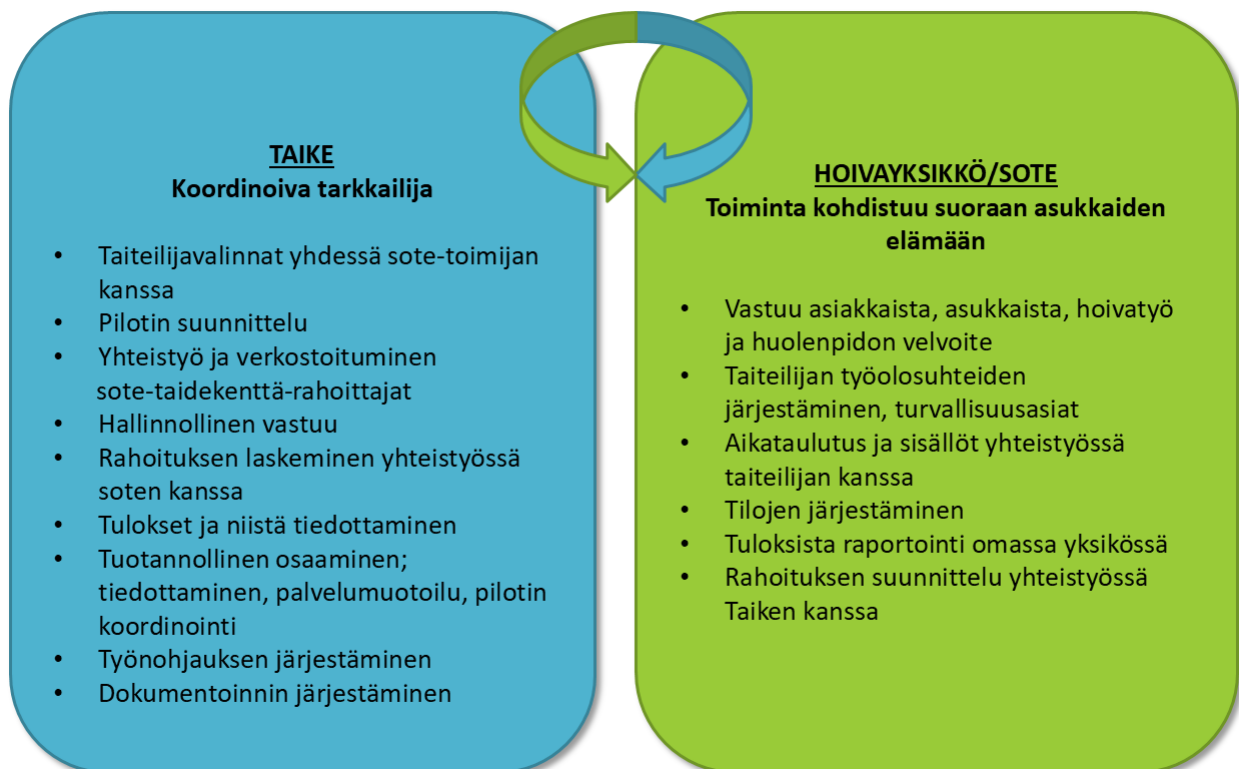 TAIKE
Koordinoiva tarkkailija
• Taiteilijavalinnat yhdessä sote-toimijan
kanssa
• Pilotin suunnittelu
• Yhteistyö ja verkostoituminen
sote-taidekenttä-rahoittajat
• Hallinnollinen vastuu
• Rahoituksen laskeminen yhteistyössä
soten kanssa
• Tulokset ja niistä tiedottaminen
• Tuotannollinen osaaminen;
tiedottaminen, palvelumuotoilu, pilotin
koordinointi
• Työnohjauksen järjestäminen
• Dokumentoinnin järjestäminen
HOIVAYKSIKKÖ/SOTE
Toiminta kohdistuu suoraan asukkaiden
elämään
• Vastuu asiakkaista, asukkaista, hoivatyö
ja huolenpidon velvoite
• Taiteilijan työolosuhteiden
järjestäminen, turvallisuusasiat
• Aikataulutus ja sisällöt yhteistyössä
taiteilijan kanssa
• Tilojen järjestäminen
• Tuloksista raportointi omassa yksikössä
• Rahoituksen suunnittelu yhteistyössä
Taiken kanssa